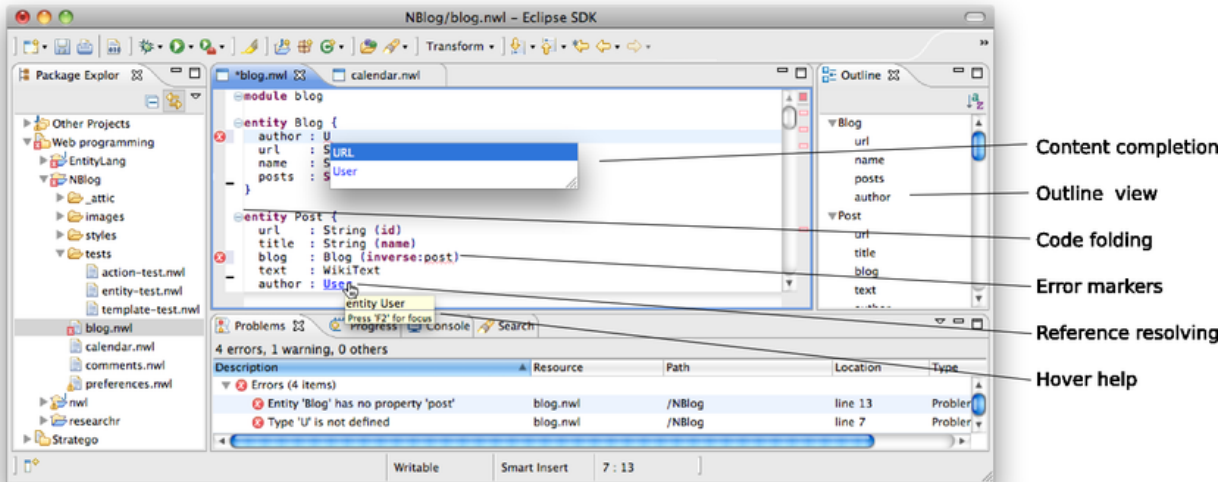 NBlog/blog.nwl – Eclipse SDK
Transform
»
Package Explor
*blog.nwl
calendar.nwl
Outline
Other Projects
Web programming
EntityLang
NBlog
_attic
images
styles
tests
action-test.nwl
entity-test.nwl
template-test.nwl
blog.nwl
calendar.nwl
comments.nwl
preferences.nwl
nwl
researchr
Stratego
module blog
entity Blog {
author : U
url : S
name : S
posts : S
}
URL
User
entity Post {
url : String (id)
title : String (name)
blog : Blog (inverse:post)
text : WikiText
author : User
entity User
Press 'F2' for focus
Blog
url
name
posts
author
Post
url
title
blog
text
author
Content completion
Outline view
Code folding
Error markers
Reference resolving
Hover help
Problems
Progress
Console
Search
4 errors, 1 warning, 0 others
Description Resource Path Location Type
Errors (4 items)
Entity 'Blog' has no property 'post' blog.nwl /NBlog line 13 Probler
Type 'U' is not defined blog.nwl /NBlog line 7 Probler
Writable Smart Insert 7 : 13